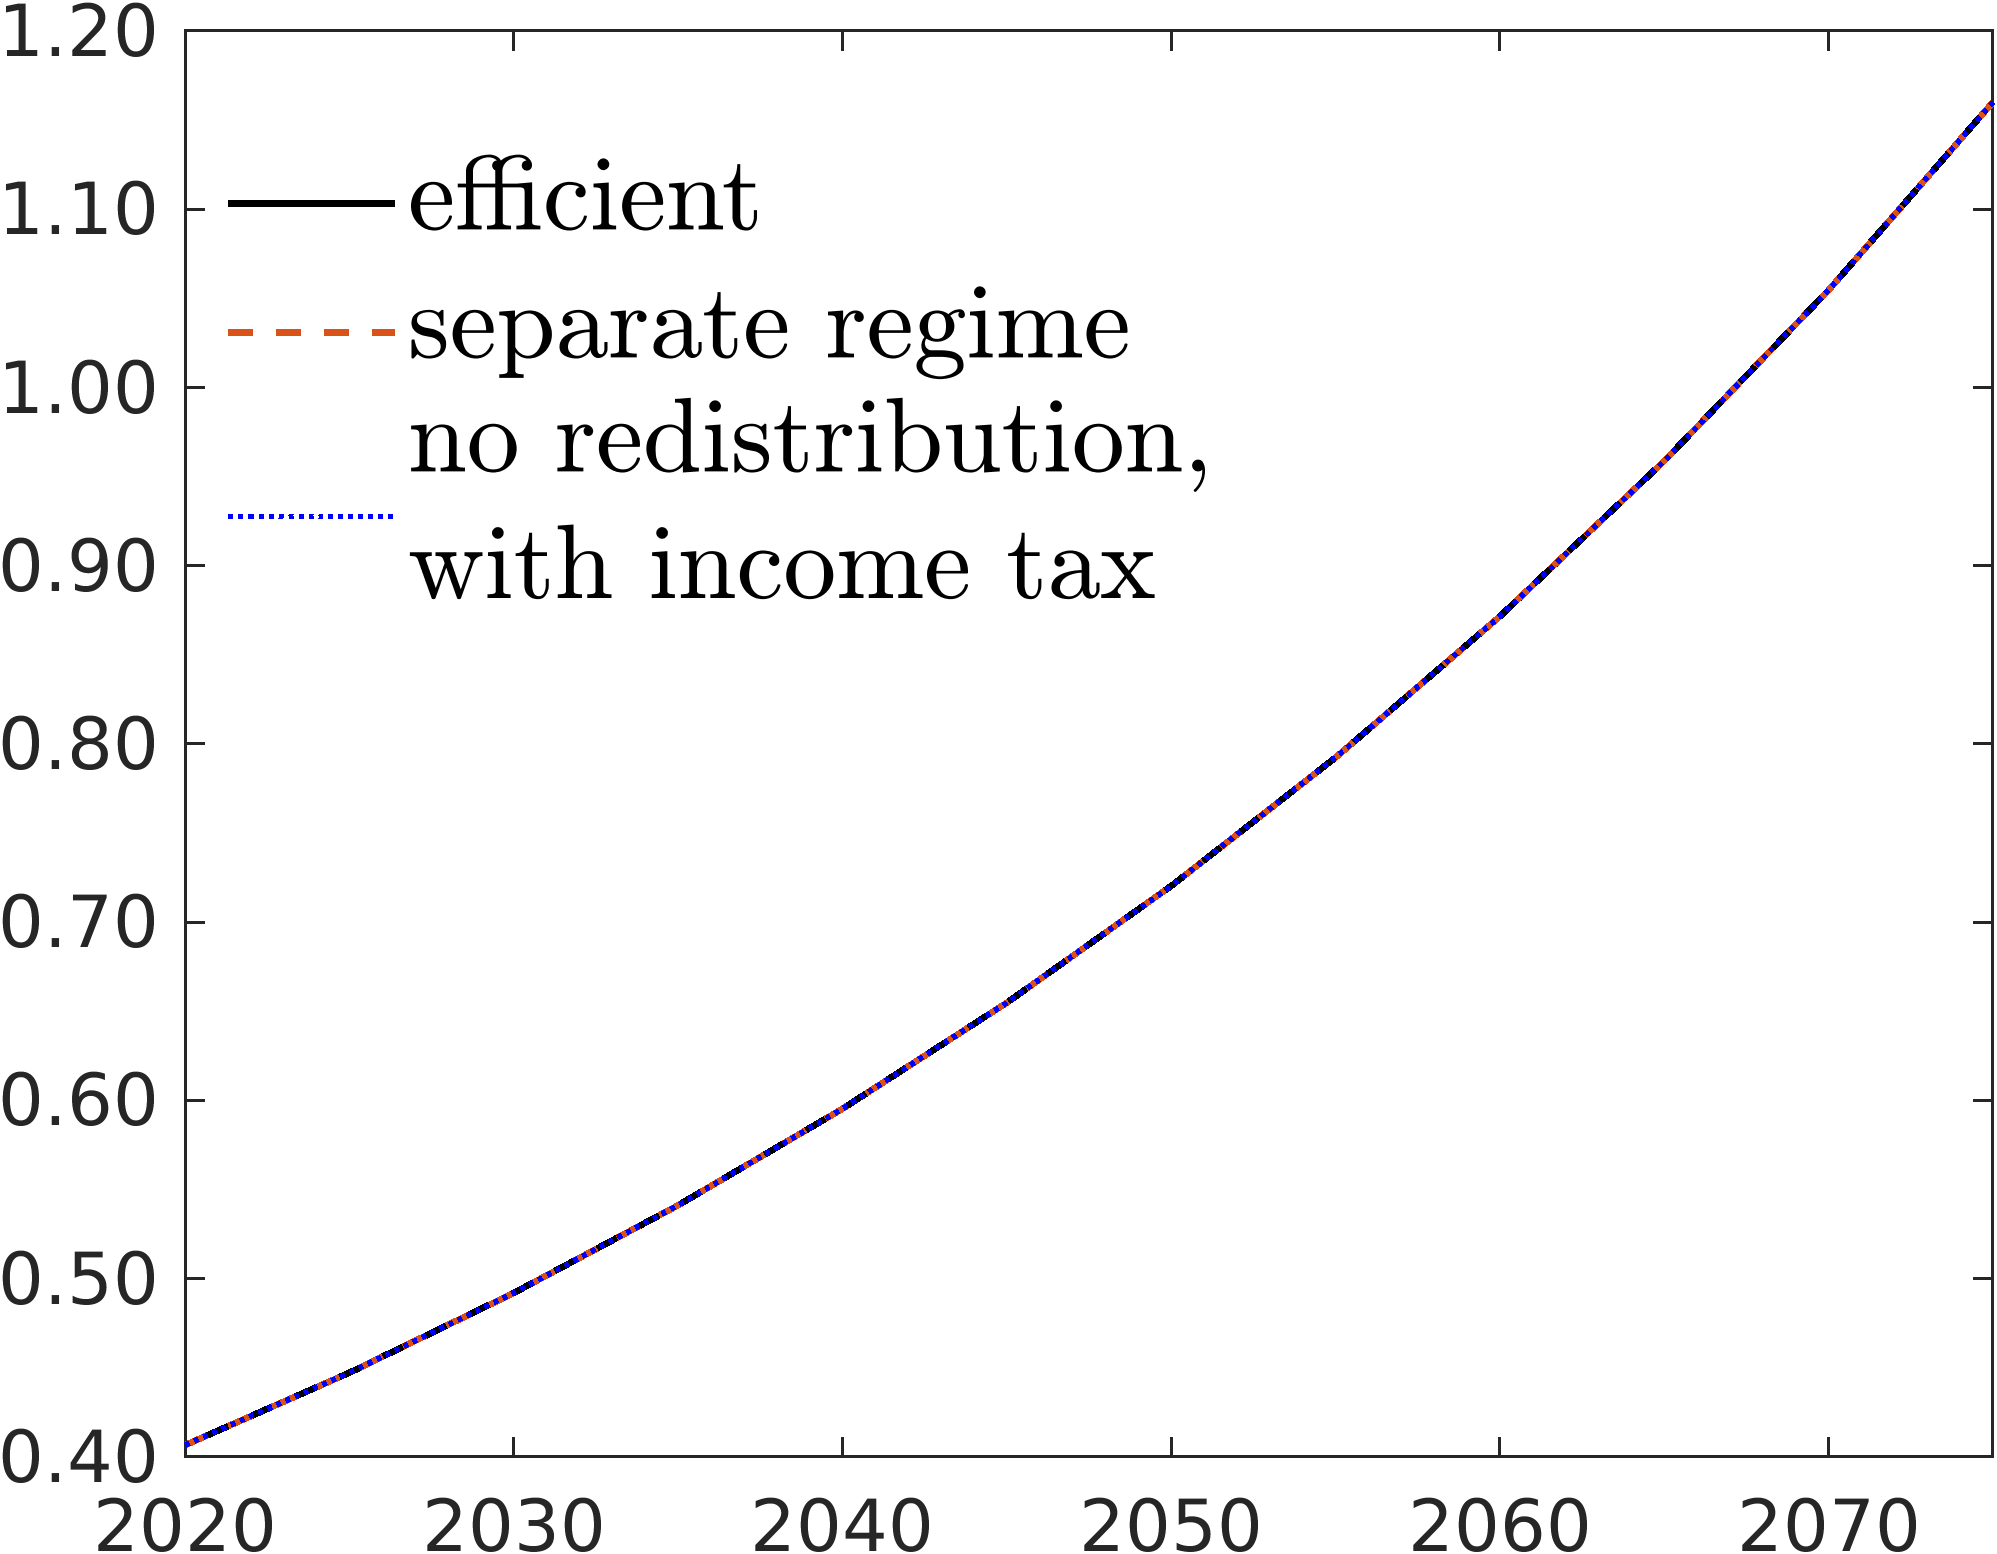 1.20
1.10
1.00
0.90
0.80
0.70
0.60
0.50
0.40
efficient
separate regime
no redistribution,
with income tax
2020 2030 2040 2050 2060 2070